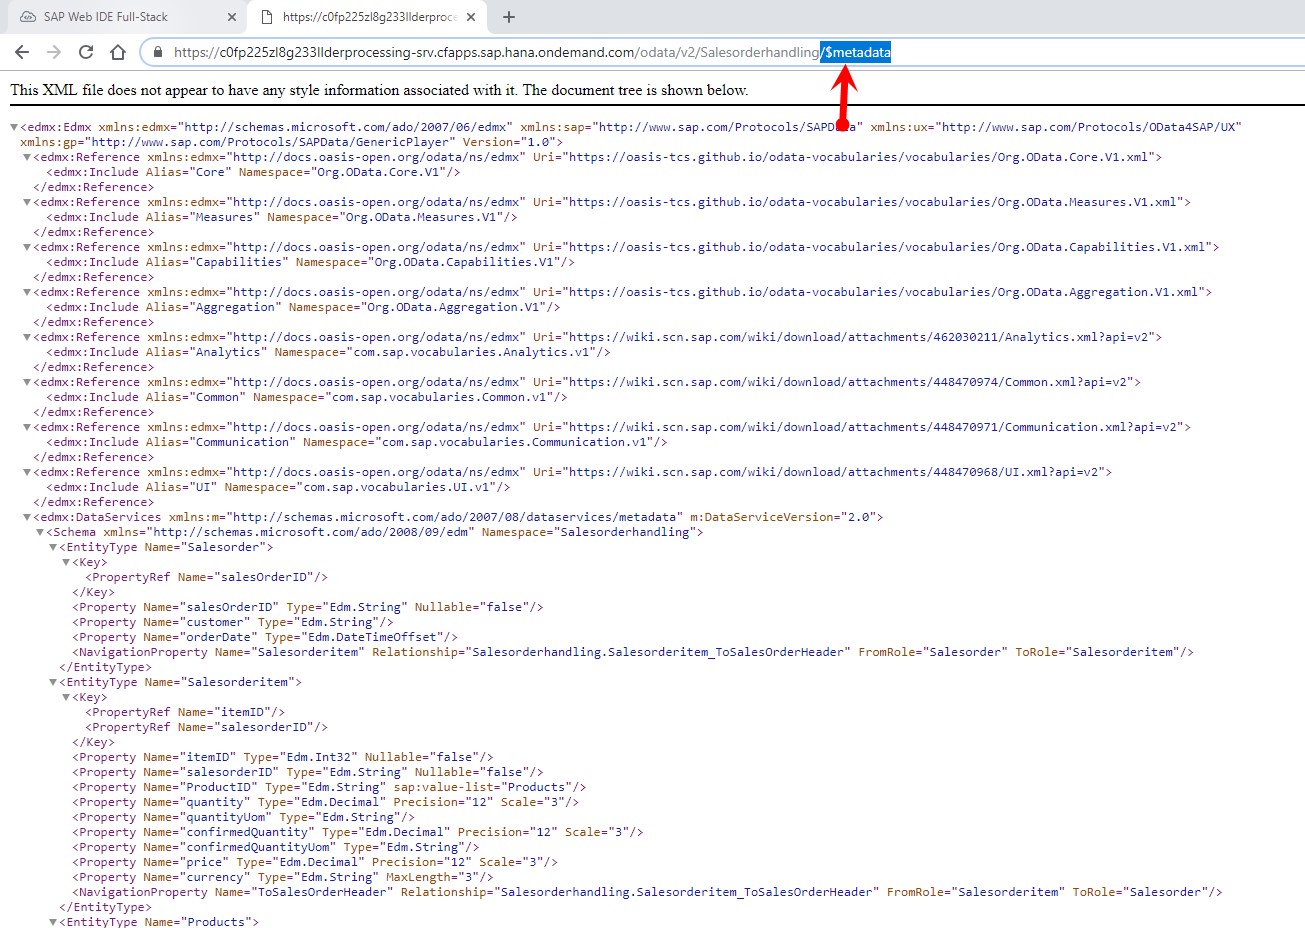 SAP Web IDE Full-Stack
https://c0fp225zl8g233llderproce
https://c0fp225zl8g233llderprocessing-srv.cfapps.sap.hana.ondemand.com/odata/v2/Salesorderhandling/$metadata
This XML file does not appear to have any style information associated with it. The document tree is shown below.
<edmx:Edmx xmlns:edmx="http://schemas.microsoft.com/ado/2007/06/edmx" xmlns:sap="http://www.sap.com/Protocols/SAPData" xmlns:ux="http://www.sap.com/Protocols/OData4SAP/UX"
xmlns:gp="http://www.sap.com/Protocols/SAPData/GenericPlayer" Version="1.0">
<edmx:Reference xmlns:edmx="http://docs.oasis-open.org/odata/ns/edmx" Uri="https://oasis-tcs.github.io/odata-vocabularies/vocabularies/Org.OData.Core.V1.xml">
<edmx:Include Alias="Core" Namespace="Org.OData.Core.V1"/>
</edmx:Reference>
<edmx:Reference xmlns:edmx="http://docs.oasis-open.org/odata/ns/edmx" Uri="https://oasis-tcs.github.io/odata-vocabularies/vocabularies/Org.OData.Measures.V1.xml">
<edmx:Include Alias="Measures" Namespace="Org.OData.Measures.V1"/>
</edmx:Reference>
<edmx:Reference xmlns:edmx="http://docs.oasis-open.org/odata/ns/edmx" Uri="https://oasis-tcs.github.io/odata-vocabularies/vocabularies/Org.OData.Capabilities.V1.xml">
<edmx:Include Alias="Capabilities" Namespace="Org.OData.Capabilities.V1"/>
</edmx:Reference>
<edmx:Reference xmlns:edmx="http://docs.oasis-open.org/odata/ns/edmx" Uri="https://oasis-tcs.github.io/odata-vocabularies/vocabularies/Org.OData.Aggregation.V1.xml">
<edmx:Include Alias="Aggregation" Namespace="Org.OData.Aggregation.V1"/>
</edmx:Reference>
<edmx:Reference xmlns:edmx="http://docs.oasis-open.org/odata/ns/edmx" Uri="https://wiki.scn.sap.com/wiki/download/attachments/462030211/Analytics.xml?api=v2">
<edmx:Include Alias="Analytics" Namespace="com.sap.vocabularies.Analytics.v1"/>
</edmx:Reference>
<edmx:Reference xmlns:edmx="http://docs.oasis-open.org/odata/ns/edmx" Uri="https://wiki.scn.sap.com/wiki/download/attachments/448470974/Common.xml?api=v2">
<edmx:Include Alias="Common" Namespace="com.sap.vocabularies.Common.v1"/>
</edmx:Reference>
<edmx:Reference xmlns:edmx="http://docs.oasis-open.org/odata/ns/edmx" Uri="https://wiki.scn.sap.com/wiki/download/attachments/448470971/Communication.xml?api=v2">
<edmx:Include Alias="Communication" Namespace="com.sap.vocabularies.Communication.v1"/>
</edmx:Reference>
<edmx:Reference xmlns:edmx="http://docs.oasis-open.org/odata/ns/edmx" Uri="https://wiki.scn.sap.com/wiki/download/attachments/448470968/UI.xml?api=v2">
<edmx:Include Alias="UI" Namespace="com.sap.vocabularies.UI.v1"/>
</edmx:Reference>
<edmx:DataServices xmlns:m="http://schemas.microsoft.com/ado/2007/08/dataservices/metadata" m:DataServiceVersion="2.0">
<Schema xmlns="http://schemas.microsoft.com/ado/2008/09/edm" Namespace="Salesorderhandling">
<EntityType Name="Salesorder">
<Key>
<PropertyRef Name="salesOrderID"/>
</Key>
<Property Name="salesOrderID" Type="Edm.String" Nullable="false"/>
<Property Name="customer" Type="Edm.String"/>
<Property Name="orderDate" Type="Edm.DateTimeOffset"/>
<NavigationProperty Name="Salesorderitem" Relationship="Salesorderhandling.Salesorderitem_ToSalesOrderHeader" FromRole="Salesorder" ToRole="Salesorderitem"/>
</EntityType>
<EntityType Name="Salesorderitem">
<Key>
<PropertyRef Name="itemID"/>
<PropertyRef Name="salesorderID"/>
</Key>
<Property Name="itemID" Type="Edm.Int32" Nullable="false"/>
<Property Name="salesorderID" Type="Edm.String" Nullable="false"/>
<Property Name="ProductID" Type="Edm.String" sap:value-list="Products"/>
<Property Name="quantity" Type="Edm.Decimal" Precision="12" Scale="3"/>
<Property Name="quantityUom" Type="Edm.String"/>
<Property Name="confirmedQuantity" Type="Edm.Decimal" Precision="12" Scale="3"/>
<Property Name="confirmedQuantityUom" Type="Edm.String"/>
<Property Name="price" Type="Edm.Decimal" Precision="12" Scale="3"/>
<Property Name="currency" Type="Edm.String" MaxLength="3"/>
<NavigationProperty Name="ToSalesOrderHeader" Relationship="Salesorderhandling.Salesorderitem_ToSalesOrderHeader" FromRole="Salesorderitem" ToRole="Salesorder"/>
</EntityType>
<EntityType Name="Products">